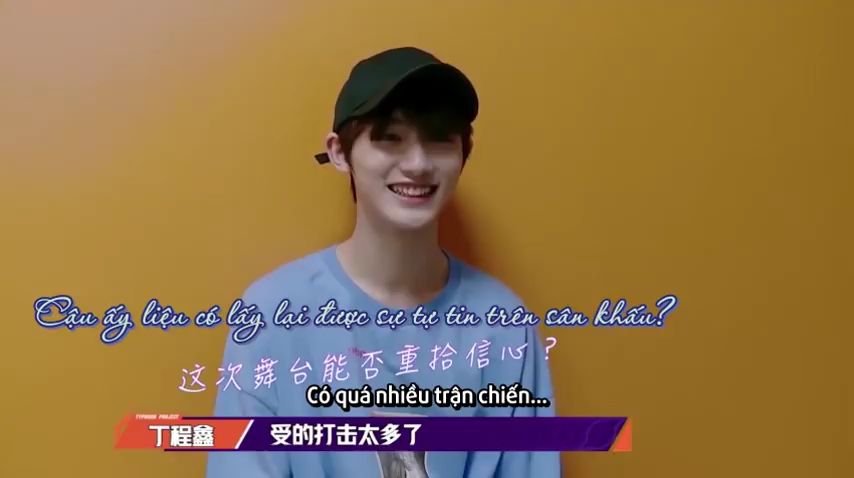 Cậu ấy liệu có lấy lại được sự tự tin trên sân khấu?
这次舞台能否重拾信心？
Có quá nhiều trận chiến...
TYPHOON PROJECT
丁程鑫 受的打击太多了